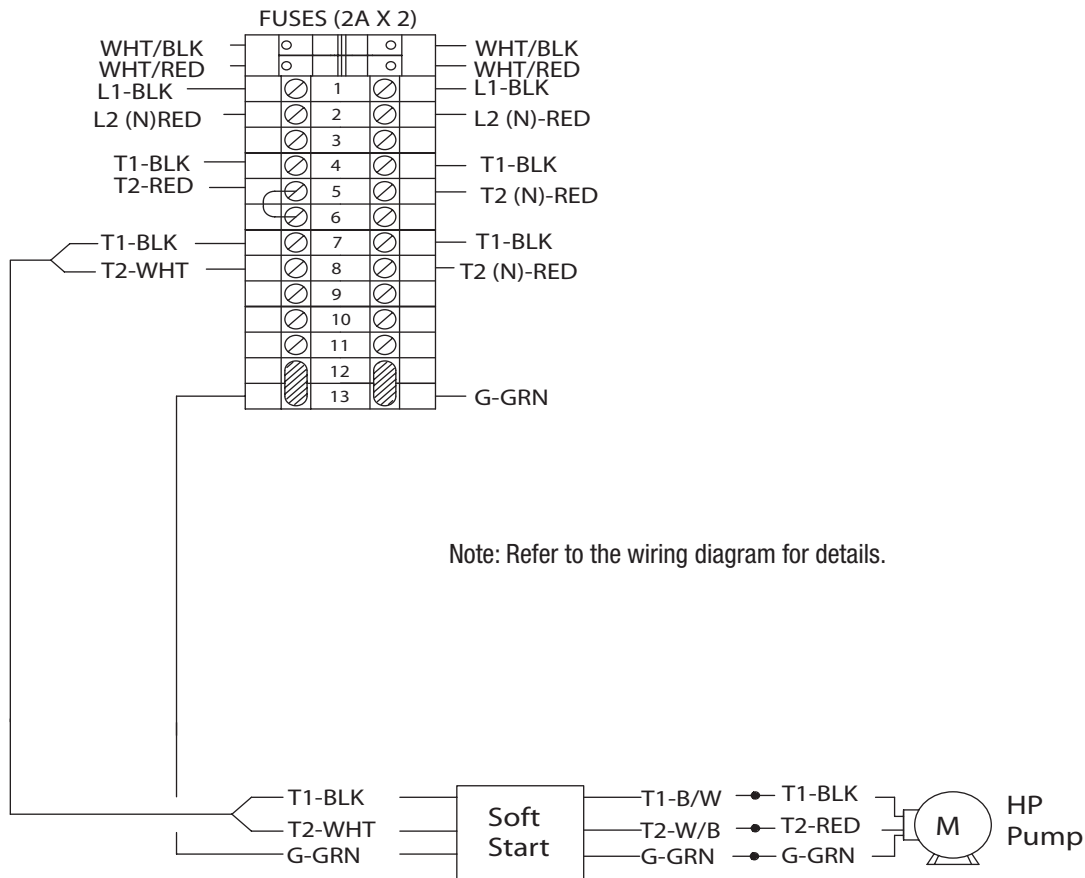 FUSES (2A X 2)
WHT/BLK WHT/BLK
WHT/RED WHT/RED
L1-BLK 1 L1-BLK
L2 (N)RED 2 L2 (N)-RED
3
T1-BLK 4 T1-BLK
T2-RED 5 T2 (N)-RED
6
T1-BLK 7 T1-BLK
T2-WHT 8 T2 (N)-RED
9
10
11
12
13 G-GRN
Note: Refer to the wiring diagram for details.
T1-BLK T1-B/W T1-BLK
T2-WHT T2-W/B T2-RED
G-GRN G-GRN G-GRN
Soft
Start
M
HP
Pump